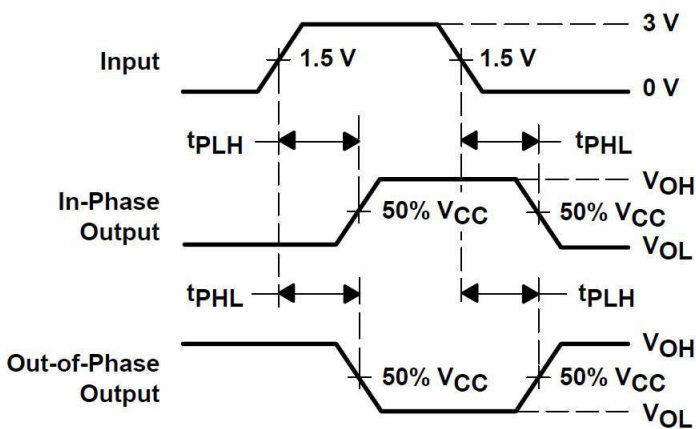 3 V
Input
1.5 V
1.5 V
0 V
tPLH
tPHL
In-Phase
Output
VOH
50% VCC
50% VCC
VOL
tPHL
tPLH
Out-of-Phase
Output
VOH
50% VCC
50% VCC
VOL